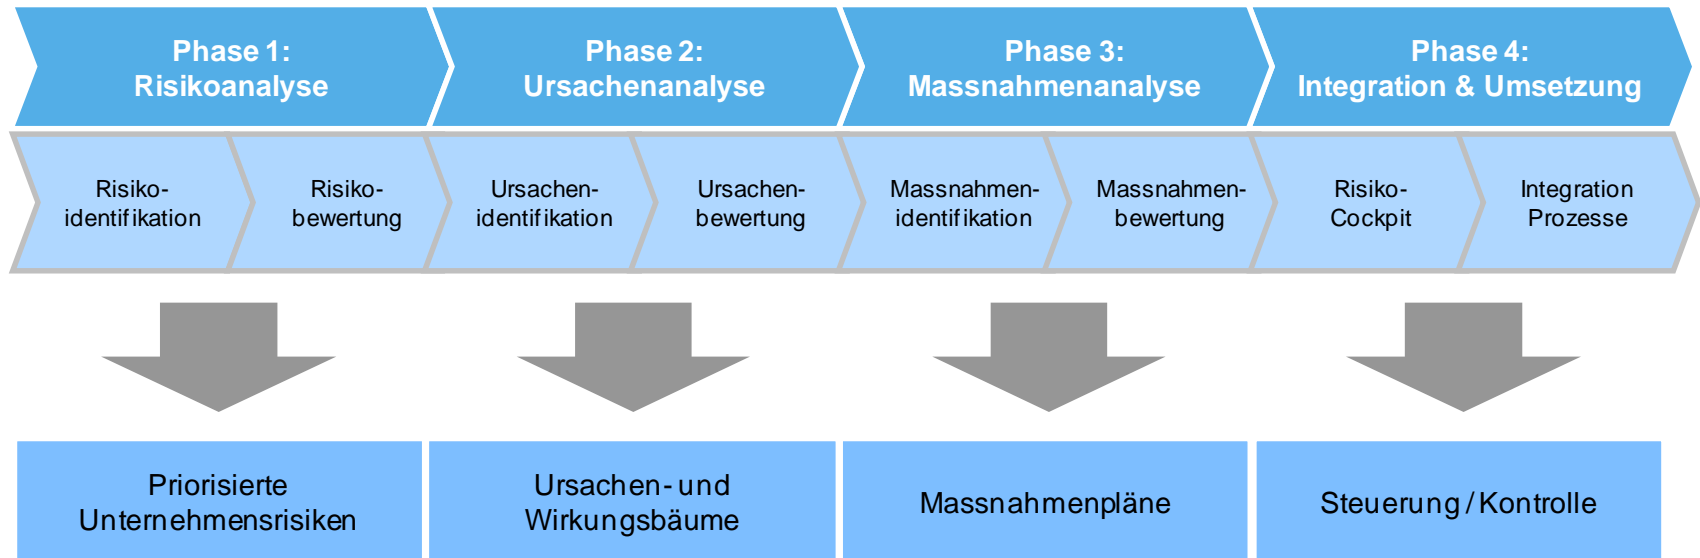 Phase 1:
Risikoanalyse
Phase 2:
Ursachenanalyse
Phase 3:
Massnahmenanalyse
Phase 4:
Integration & Umsetzung
Risiko-
identifikation
Risiko-
bewertung
Ursachen-
identifikation
Ursachen-
bewertung
Massnahmen-
identifikation
Massnahmen-
bewertung
Risiko-
Cockpit
Integration
Prozesse
Priorisierte
Unternehmensrisiken
Ursachen- und
Wirkungsbäume
Massnahmenpläne
Steuerung / Kontrolle